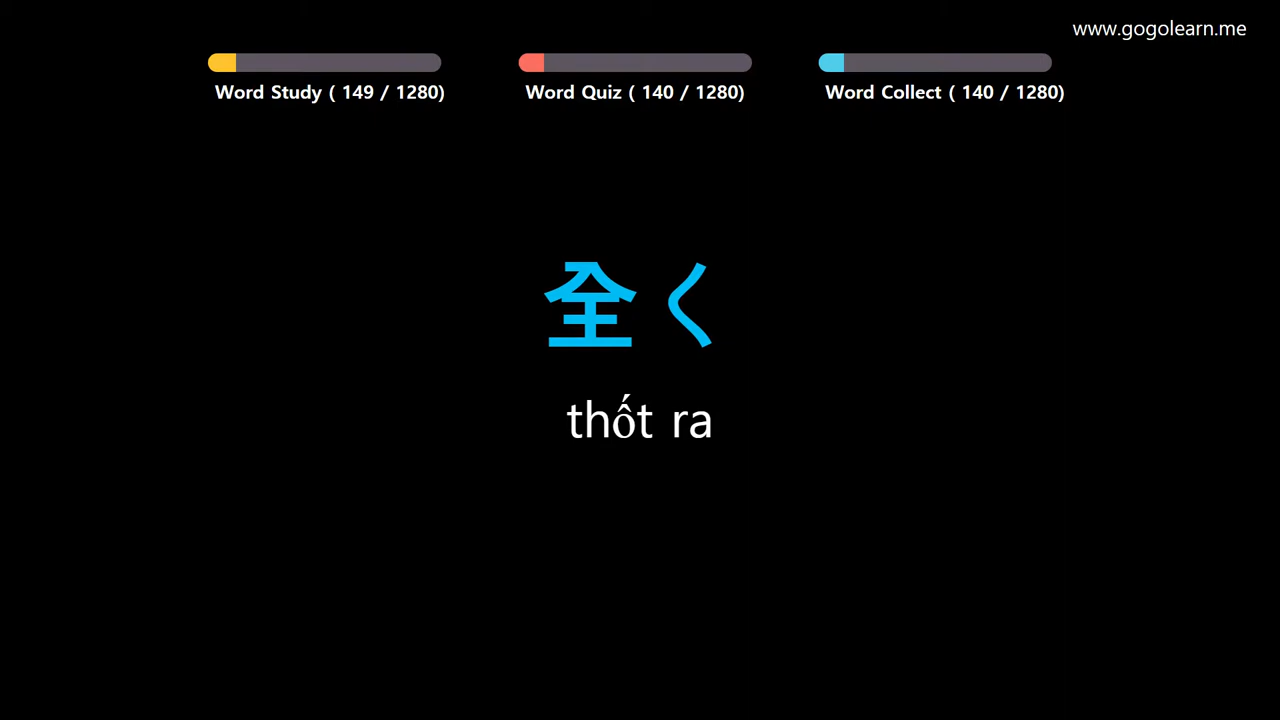 www.gogolearn.me
Word Study ( 149 / 1280)
Word Quiz ( 140 / 1280)
Word Collect ( 140 / 1280)
全く
thốt ra